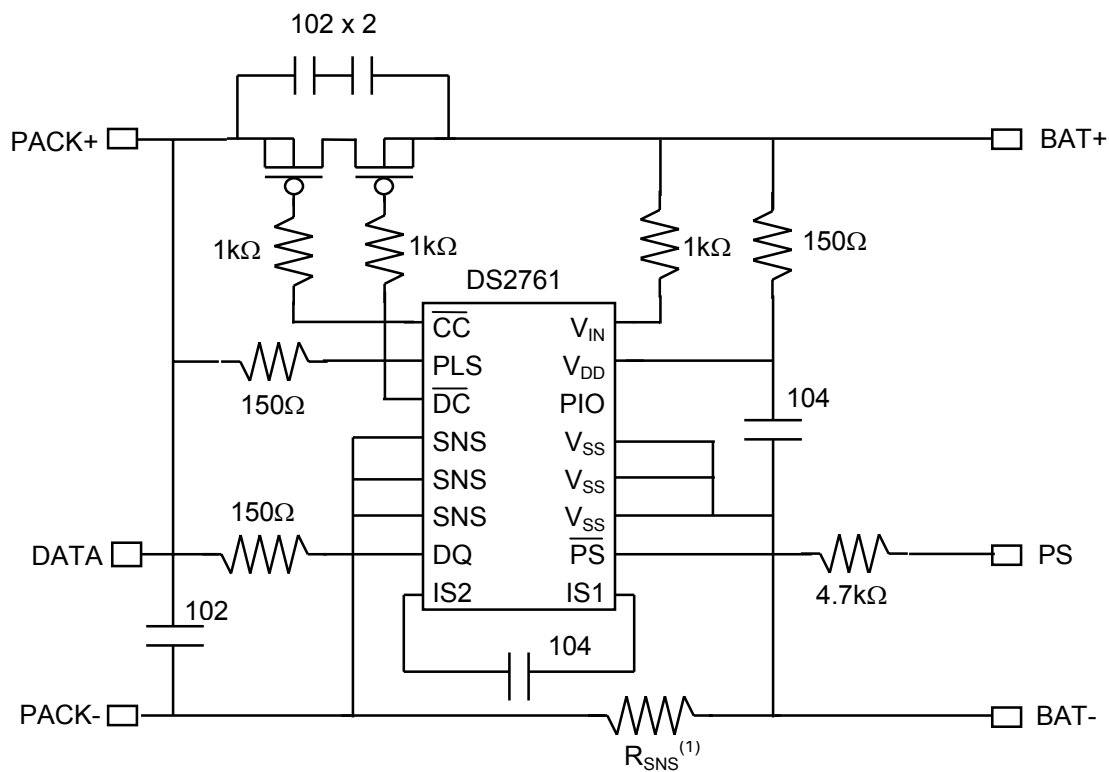 102 x 2
PACK+
BAT+
1kΩ
1kΩ
1kΩ
150Ω
DS2761
CC
VIN
PLS
VDD
150Ω
DC
PIO
104
SNS
VSS
SNS
VSS
150Ω
SNS
VSS
DATA
DQ
PS
PS
4.7kΩ
IS2
IS1
102
104
PACK-
BAT-
RSNS(1)